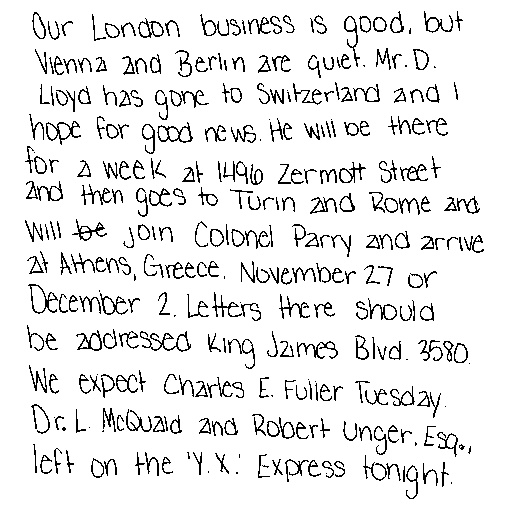 Our London business is good, but
Vienna and Berlin are quiet. Mr. D.
Lloyd has gone to Switzerland and I
hope for good news. He will be there
for a week at 1496 Zermott Street
and then goes to Turin and Rome and
will be join Colonel Parry and arrive
at Athens, Greece, November 27 or
December 2. Letters there should
be addressed King James Blvd. 3580.
We expect Charles E. Fuller Tuesday.
Dr. L. McQuaid and Robert Unger, Esq.,
left on the 'Y.X.' Express tonight.